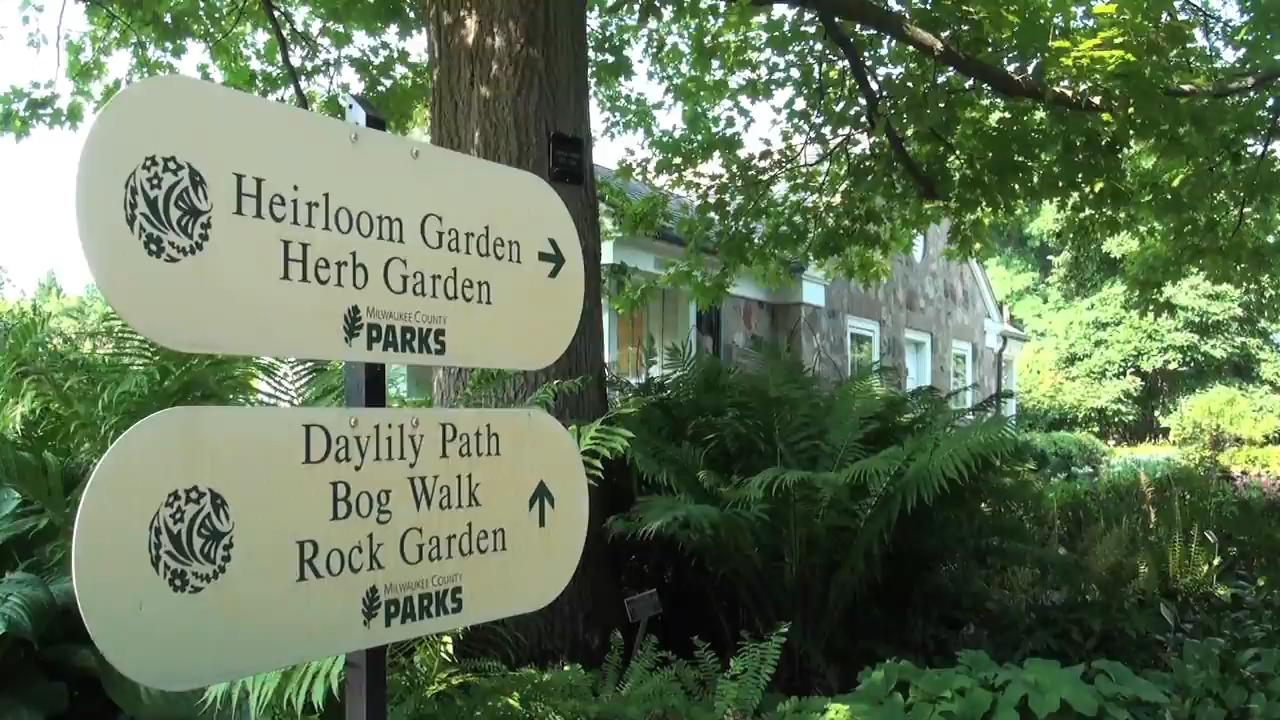 Heirloom Garden
Herb Garden
MILWAUKEE COUNTY
PARKS
Daylily Path
Bog Walk
Rock Garden
MILWAUKEE COUNTY
PARKS